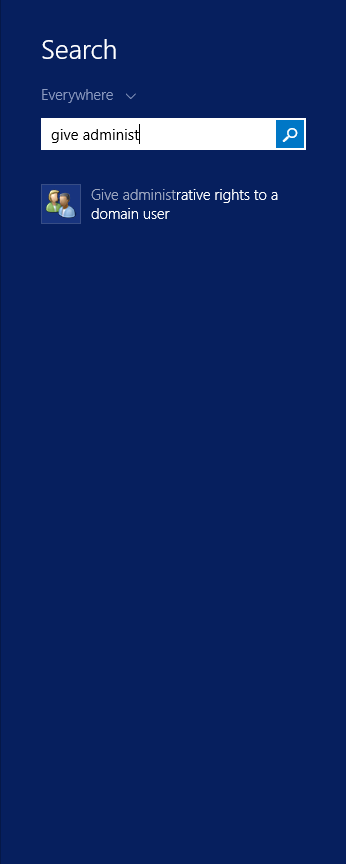 Search
Everywhere
give administ
Give administrative rights to a
domain user